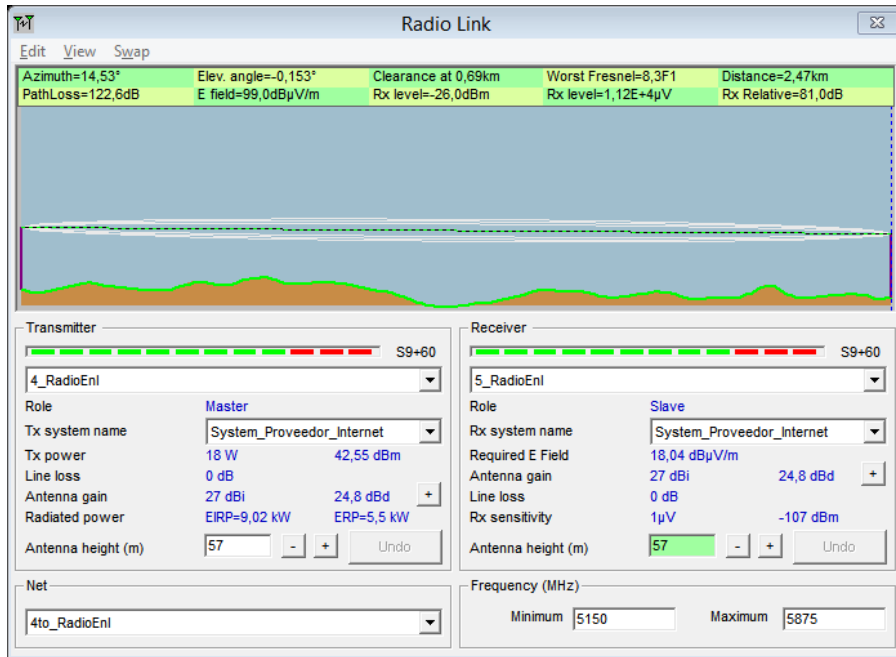 Radio Link
Edit View Swap
Azimuth=14,53° Elev. angle=-0,153° Clearance at 0,69km Worst Fresnel=8,3F1 Distance=2,47km
PathLoss=122,6dB E field=99,0dBµV/m Rx level=-26,0dBm Rx level=1,12E+4µV Rx Relative=81,0dB
Transmitter
S9+60
4_RadioEnl
Role Master
Tx system name System_Proveedor_Internet
Tx power 18 W 42,55 dBm
Line loss 0 dB
Antenna gain 27 dBi 24,8 dBd +
Radiated power EIRP=9,02 kW ERP=5,5 kW
Antenna height (m) 57 - + Undo
Receiver
S9+60
5_RadioEnl
Role Slave
Rx system name System_Proveedor_Internet
Required E Field 18,04 dBµV/m
Antenna gain 27 dBi 24,8 dBd +
Line loss 0 dB
Rx sensitivity 1µV -107 dBm
Antenna height (m) 57 - + Undo
Net
4to_RadioEnl
Frequency (MHz)
Minimum 5150 Maximum 5875